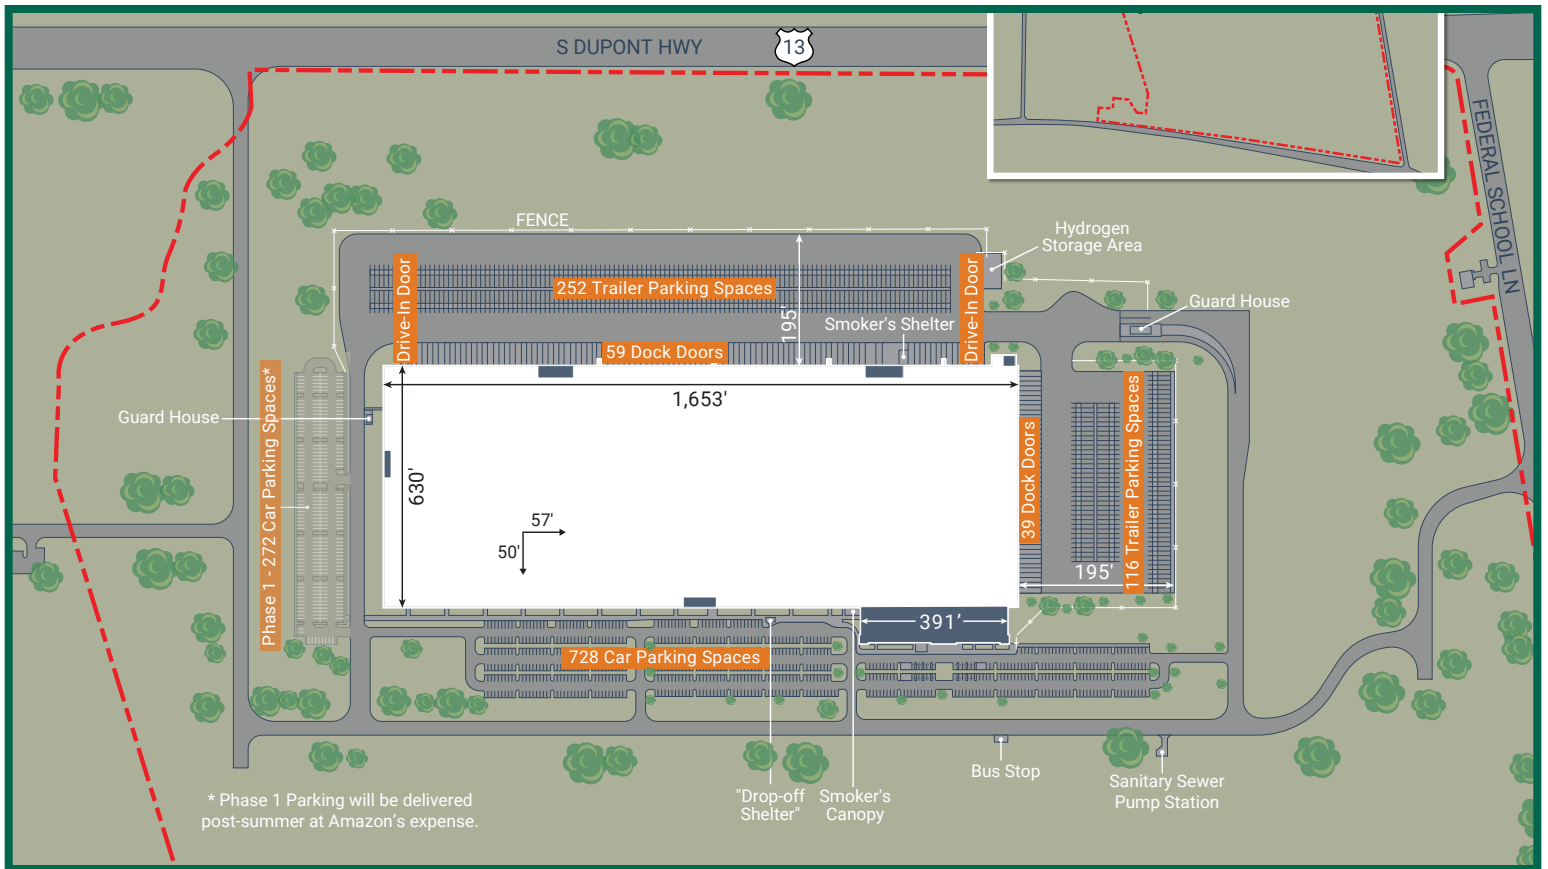 S DUPONT HWY
13
FEDERAL SCHOOL LN
FENCE
Hydrogen
Storage Area
Drive-In Door
252 Trailer Parking Spaces
195'
Drive-In Door
Guard House
Smoker's Shelter
59 Dock Doors
1,653'
Phase 1 - 272 Car Parking Spaces*
Guard House
630'
39 Dock Doors
116 Trailer Parking Spaces
57'
50'
195'
391’
728 Car Parking Spaces
Bus Stop
Sanitary Sewer
Pump Station
"Drop-off
Shelter"
Smoker's
Canopy
* Phase 1 Parking will be delivered
post-summer at Amazon’s expense.